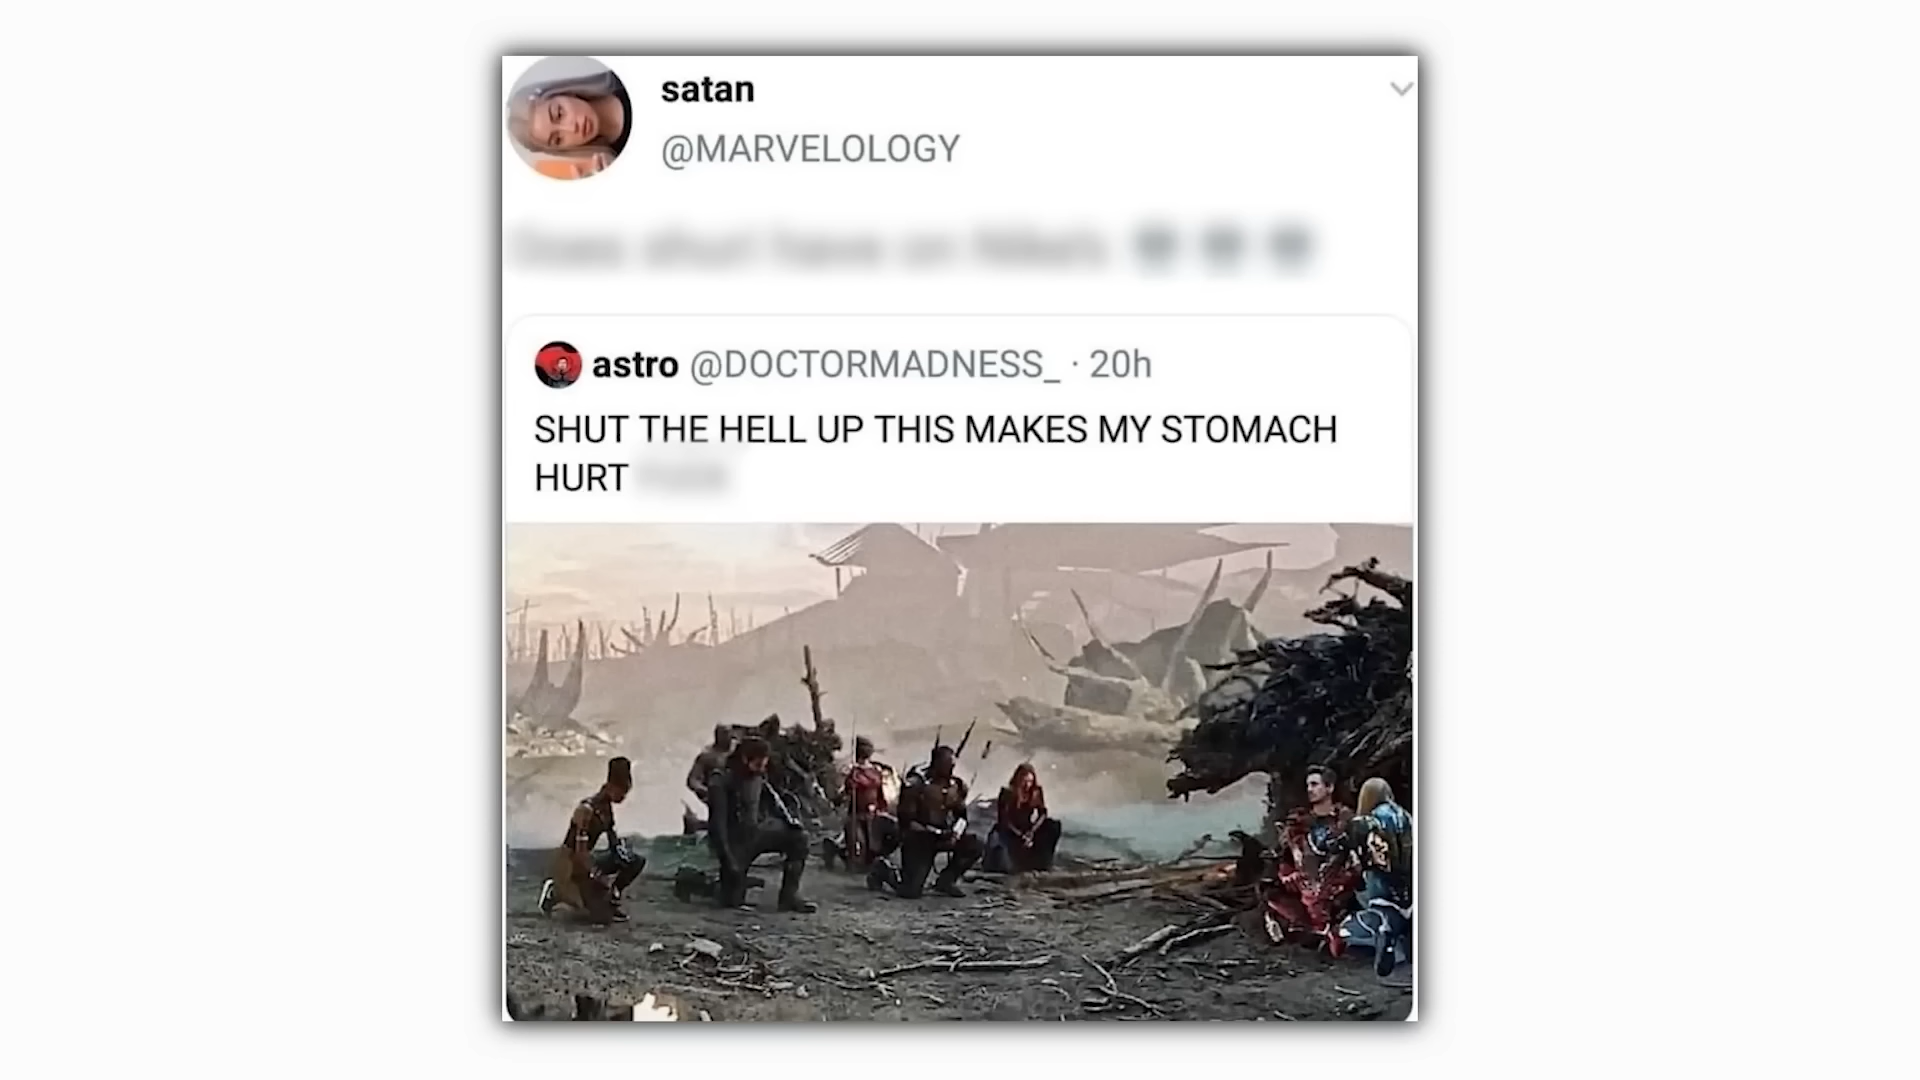 satan
@MARVELOLOGY
astro @DOCTORMADNESS_ · 20h
SHUT THE HELL UP THIS MAKES MY STOMACH
HURT